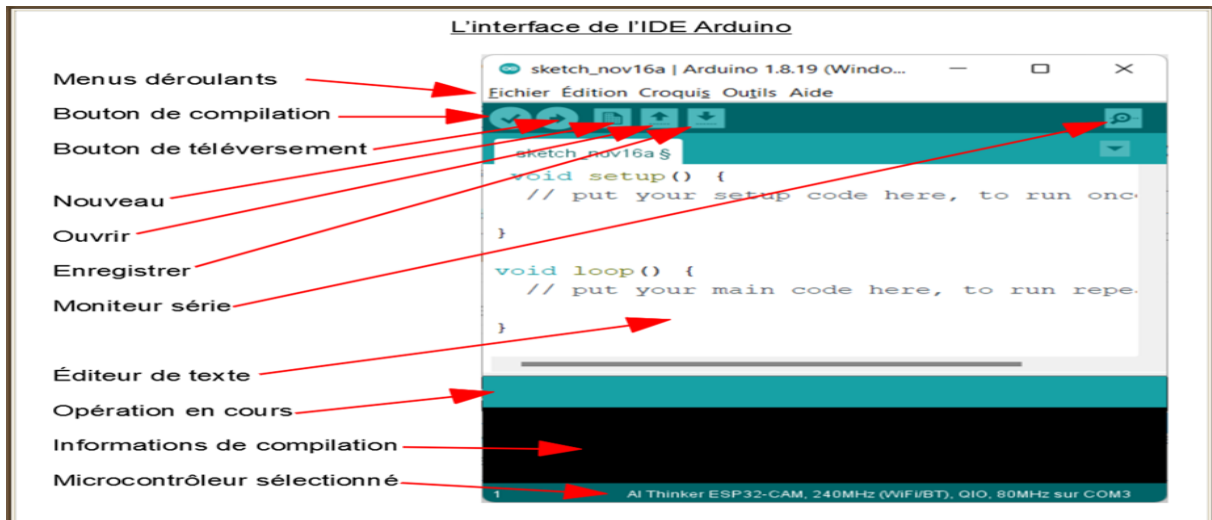 L'interface de l'IDE Arduino
Menus déroulants
Bouton de compilation
Bouton de téléversement
Nouveau
Ouvrir
Enregistrer
Moniteur série
Éditeur de texte
Opération en cours
Informations de compilation
Microcontrôleur sélectionné
sketch_nov16a | Arduino 1.8.19 (Windo...
Fichier Édition Croquis Outils Aide
sketch_nov16a §
void setup() {
// put your setup code here, to run onc
}
void loop() {
// put your main code here, to run repe
}
1
AI Thinker ESP32-CAM, 240MHz (WiFi/BT), QIO, 80MHz sur COM3